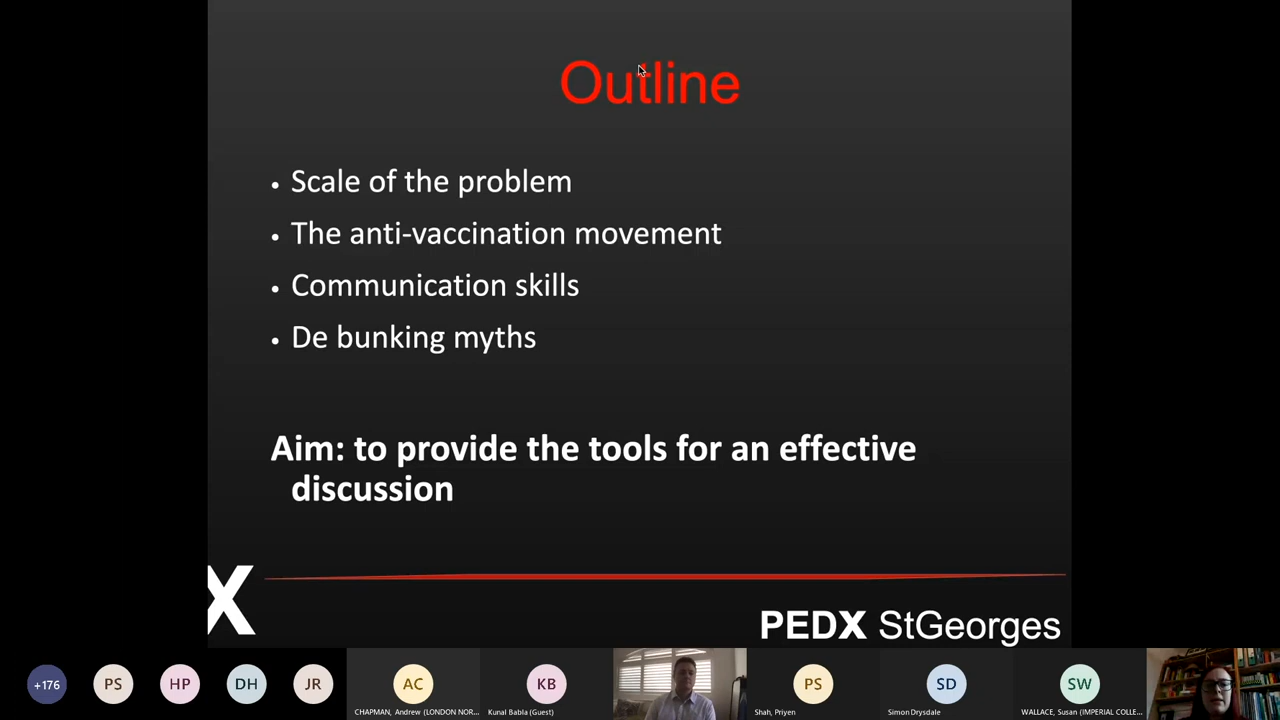 Outline
• Scale of the problem
• The anti-vaccination movement
• Communication skills
• De bunking myths
Aim: to provide the tools for an effective
discussion
X
PEDX StGeorges
+176
PS
HP
DH
JR
AC
KB
PS
SD
SW
CHAPMAN, Andrew (LONDON NOR...
Kunal Babla (Guest)
Shah, Priyen
Simon Drysdale
WALLACE, Susan (IMPERIAL COLLE...